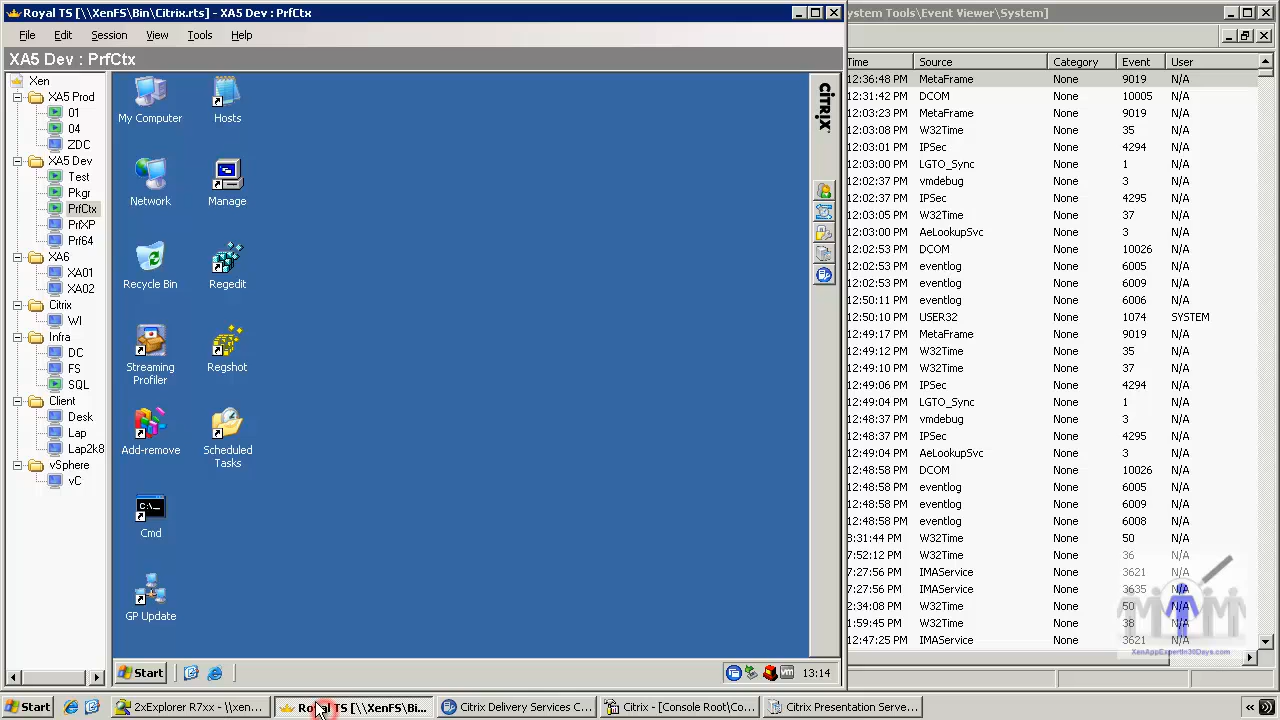 Royal TS [\\XenFS\Bin\Citrix.rts] - XA5 Dev : PrfCtx
File Edit Session View Tools Help
XA5 Dev : PrfCtx
Xen
XA5 Prod
01
04
ZDC
XA5 Dev
Test
Pkgr
PrfCtx
PrfXP
Prf64
XA6
XA01
XA02
Citrix
WI
Infra
DC
FS
SQL
Client
Desk
Lap
Lap2k8
vSphere
vC
My Computer Hosts
Network Manage
Recycle Bin Regedit
Streaming Profiler Regshot
Add-remove Scheduled Tasks
Cmd
GP Update
CITRIX
Start 13:14
ystem Tools\Event Viewer\System]
Time Source Category Event User
12:36:43 PM MetaFrame None 9019 N/A
12:31:42 PM DCOM None 10005 N/A
12:03:23 PM MetaFrame None 9019 N/A
12:03:08 PM W32Time None 35 N/A
12:03:01 PM IPSec None 4294 N/A
12:03:00 PM LGTO_Sync None 1 N/A
12:02:37 PM vmdebug None 3 N/A
12:02:37 PM IPSec None 4295 N/A
12:03:05 PM W32Time None 37 N/A
12:03:00 PM AeLookupSvc None 3 N/A
12:02:53 PM DCOM None 10026 N/A
12:02:53 PM eventlog None 6005 N/A
12:02:53 PM eventlog None 6009 N/A
12:50:11 PM eventlog None 6006 N/A
12:50:10 PM USER32 None 1074 SYSTEM
12:49:17 PM MetaFrame None 9019 N/A
12:49:12 PM W32Time None 35 N/A
12:49:10 PM W32Time None 37 N/A
12:49:06 PM IPSec None 4294 N/A
12:49:04 PM LGTO_Sync None 1 N/A
12:48:37 PM vmdebug None 3 N/A
12:48:37 PM IPSec None 4295 N/A
12:49:04 PM AeLookupSvc None 3 N/A
12:48:58 PM DCOM None 10026 N/A
12:48:58 PM eventlog None 6005 N/A
12:48:58 PM eventlog None 6009 N/A
12:48:58 PM eventlog None 6008 N/A
3:31:44 PM W32Time None 50 N/A
7:52:12 PM W32Time None 36 N/A
7:27:56 PM IMAService None 3621 N/A
7:27:56 PM IMAService None 3635 N/A
W32Time None 50 N/A
1:59:45 PM W32Time None 38 N/A
12:47:25 PM IMAService None 3621 N/A
XenAppExpertIn30Days.com
Start 2xExplorer R7xx - \\xen... Royal TS [\\XenFS\Bi... Citrix Delivery Services C... Citrix - [Console Root\Co... Citrix Presentation Serve...